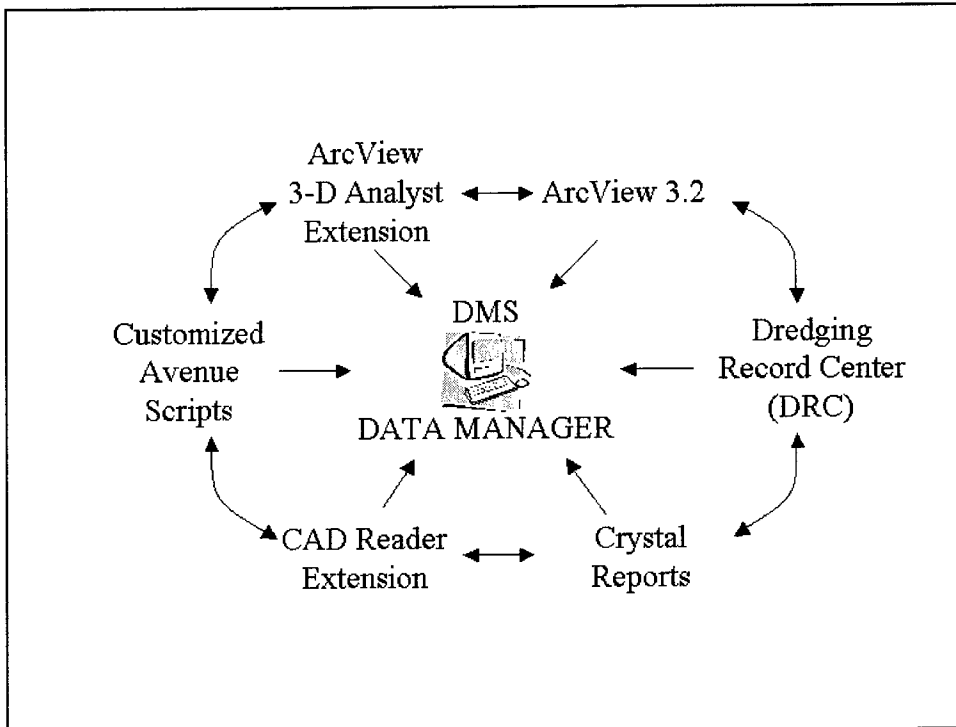 ArcView
3-D Analyst
Extension
ArcView 3.2
DMS
DATA MANAGER
Customized
Avenue
Scripts
Dredging
Record Center
(DRC)
CAD Reader
Extension
Crystal
Reports